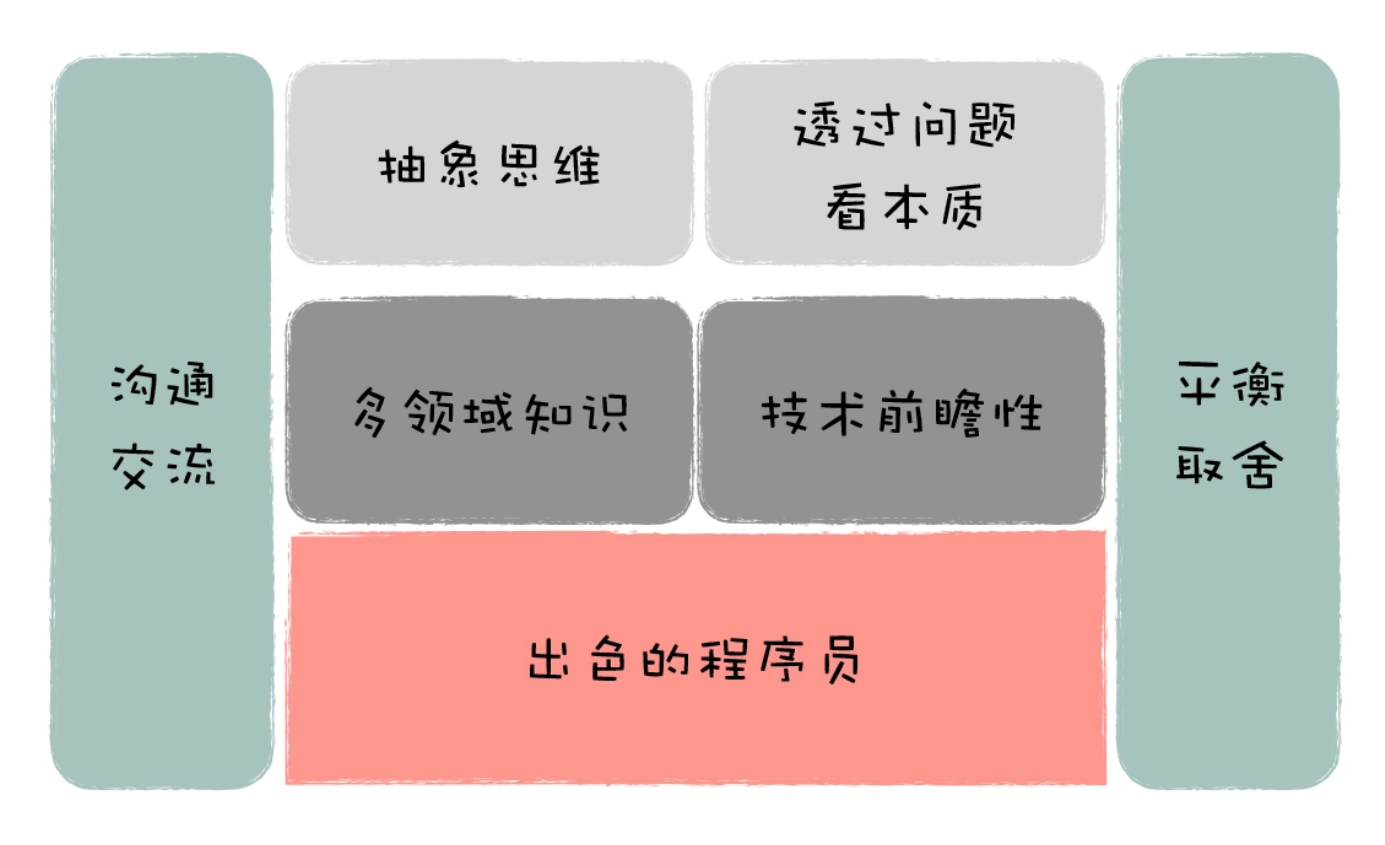 抽象思维
透过问题
看本质
沟通
交流
多领域知识
技术前瞻性
平衡
取舍
出色的程序员